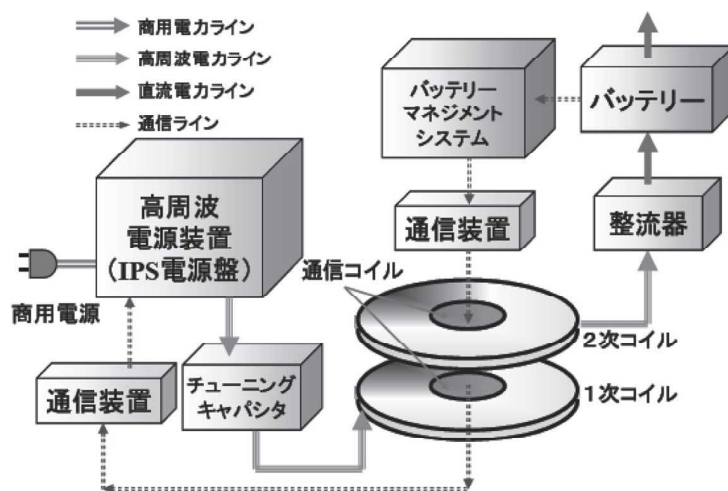 商用電力ライン
高周波電力ライン
直流電力ライン
通信ライン
バッテリー
マネジメント
システム
バッテリー
高周波
電源装置
（IPS電源盤）
通信装置
整流器
商用電源
通信コイル
2次コイル
通信装置
チューニング
キャパシタ
1次コイル